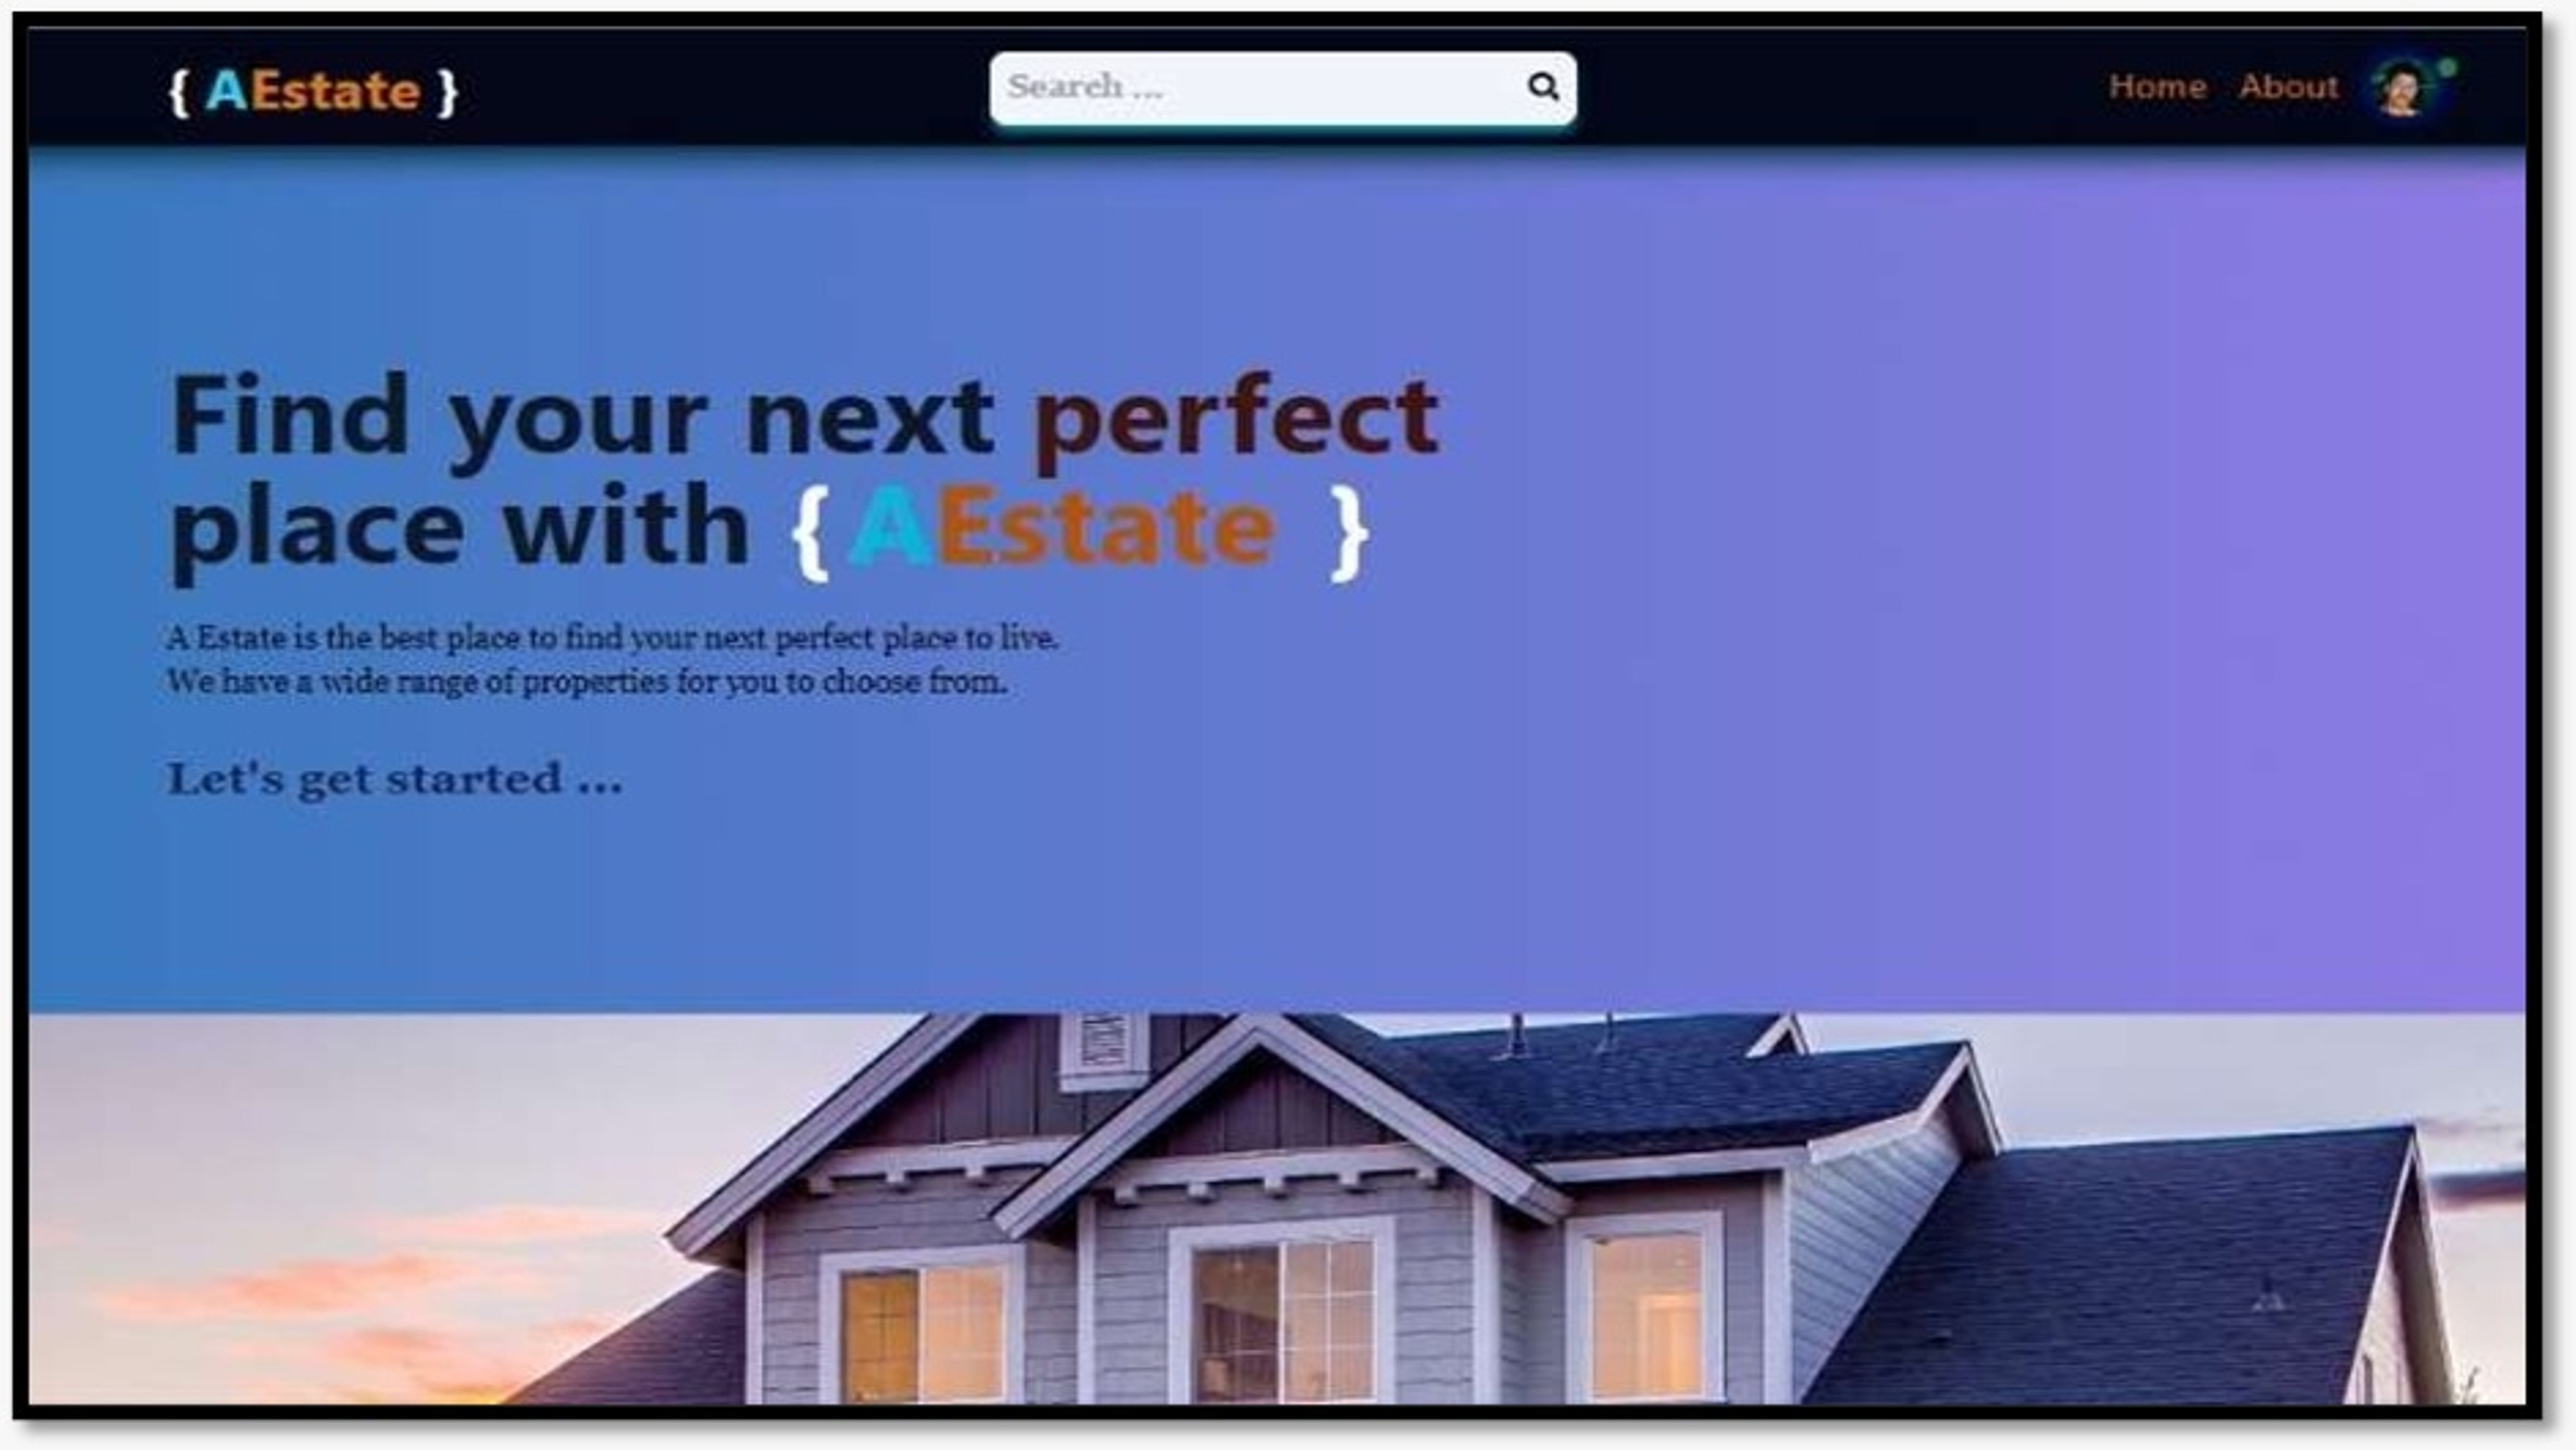 { AEstate }
Search ...
Home About
Find your next perfect
place with { AEstate }
A Estate is the best place to find your next perfect place to live.
We have a wide range of properties for you to choose from.
Let's get started ...